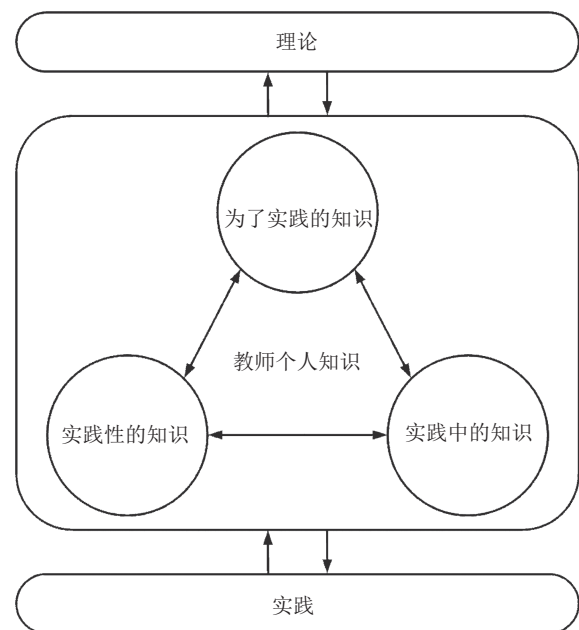 理论
为了实践的知识
教师个人知识
实践性的知识
实践中的知识
实践